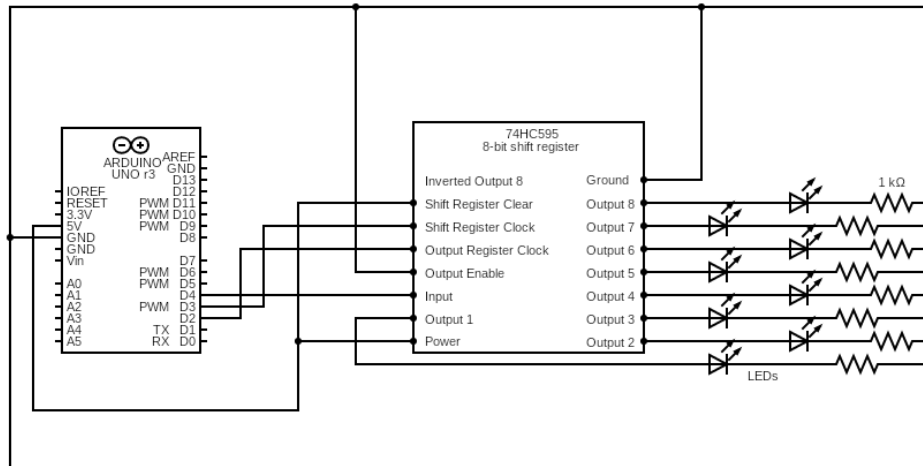 ARDUINO
UNO r3
IOREF
RESET
3.3V
5V
GND
GND
Vin
A0
A1
A2
A3
A4
A5
AREF
GND
D13
D12
PWM D11
PWM D10
PWM D9
D8
D7
PWM D6
PWM D5
D4
PWM D3
D2
TX D1
RX D0
74HC595
8-bit shift register
Inverted Output 8
Shift Register Clear
Shift Register Clock
Output Register Clock
Output Enable
Input
Output 1
Power
Ground
Output 8
Output 7
Output 6
Output 5
Output 4
Output 3
Output 2
1 kΩ
LEDs